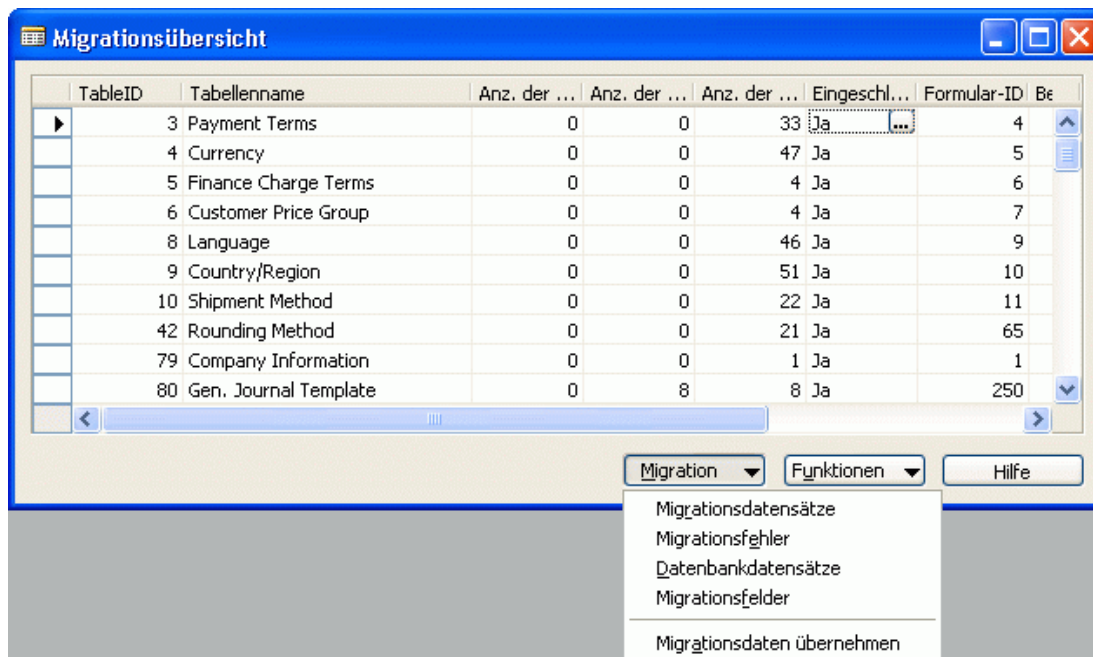 Migrationsübersicht
TableID Tabellenname Anz. der ... Anz. der ... Anz. der ... Eingeschl... Formular-ID Be
3 Payment Terms 0 0 33 Ja ... 4
4 Currency 0 0 47 Ja 5
5 Finance Charge Terms 0 0 4 Ja 6
6 Customer Price Group 0 0 4 Ja 7
8 Language 0 0 46 Ja 9
9 Country/Region 0 0 51 Ja 10
10 Shipment Method 0 0 22 Ja 11
42 Rounding Method 0 0 21 Ja 65
79 Company Information 0 0 1 Ja 1
80 Gen. Journal Template 0 8 8 Ja 250
Migration Funktionen Hilfe
Migrationsdatensätze
Migrationsfehler
Datenbankdatensätze
Migrationsfelder
Migrationsdaten übernehmen